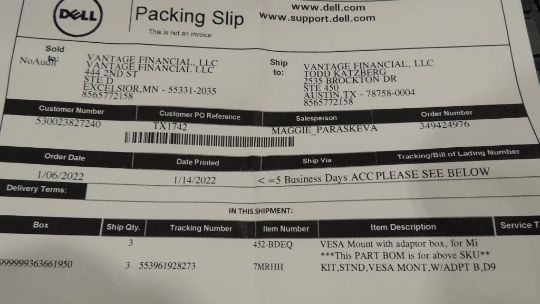 DELL
Packing Slip
This is not an invoice
www.dell.com
www.support.dell.com
Sold to:
NoAudit
VANTAGE FINANCIAL, LLC
VANTAGE FINANCIAL, LLC
444 2ND ST
STE D
EXCELSIOR,MN - 55331-2035
8565772158
Ship to:
VANTAGE FINANCIAL, LLC
TODD KATZBERG
2535 BROCKTON DR
STE 450
AUSTIN,TX - 78758-0004
8565772158
Customer Number
Customer PO Reference
Salesperson
Order Number
530023827240
TX1742
MAGGIE_PARASKEVA
349424976
Order Date
Date Printed
Ship Via
Tracking/Bill of Lading Number
1/06/2022
1/14/2022
< =5 Business Days ACCPLEASE SEE BELOW
Delivery Terms:
IN THIS SHIPMENT:
Box
Ship Qty.
Tracking Number
Item Number
Item Description
Service T
3
452-BDEQ
VESA Mount with adaptor box, for Mi
***This PART BOM is for above SKU**
999999363661950
3
553961928273
7MRHH
KIT,STND,VESA MONT,W/ADPT B,D9